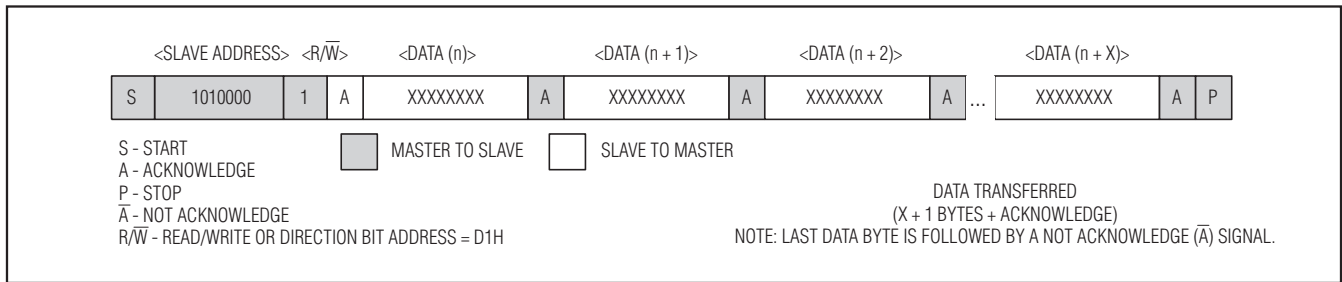 <SLAVE ADDRESS> <R/W̅> <DATA (n)> <DATA (n + 1)> <DATA (n + 2)> <DATA (n + X)>
S 1010000 1 A XXXXXXXX A XXXXXXXX A XXXXXXXX A ... XXXXXXXX A P
S - START
A - ACKNOWLEDGE
P - STOP
A̅ - NOT ACKNOWLEDGE
R/W̅ - READ/WRITE OR DIRECTION BIT ADDRESS = D1H
MASTER TO SLAVE
SLAVE TO MASTER
DATA TRANSFERRED
(X + 1 BYTES + ACKNOWLEDGE)
NOTE: LAST DATA BYTE IS FOLLOWED BY A NOT ACKNOWLEDGE (A̅) SIGNAL.